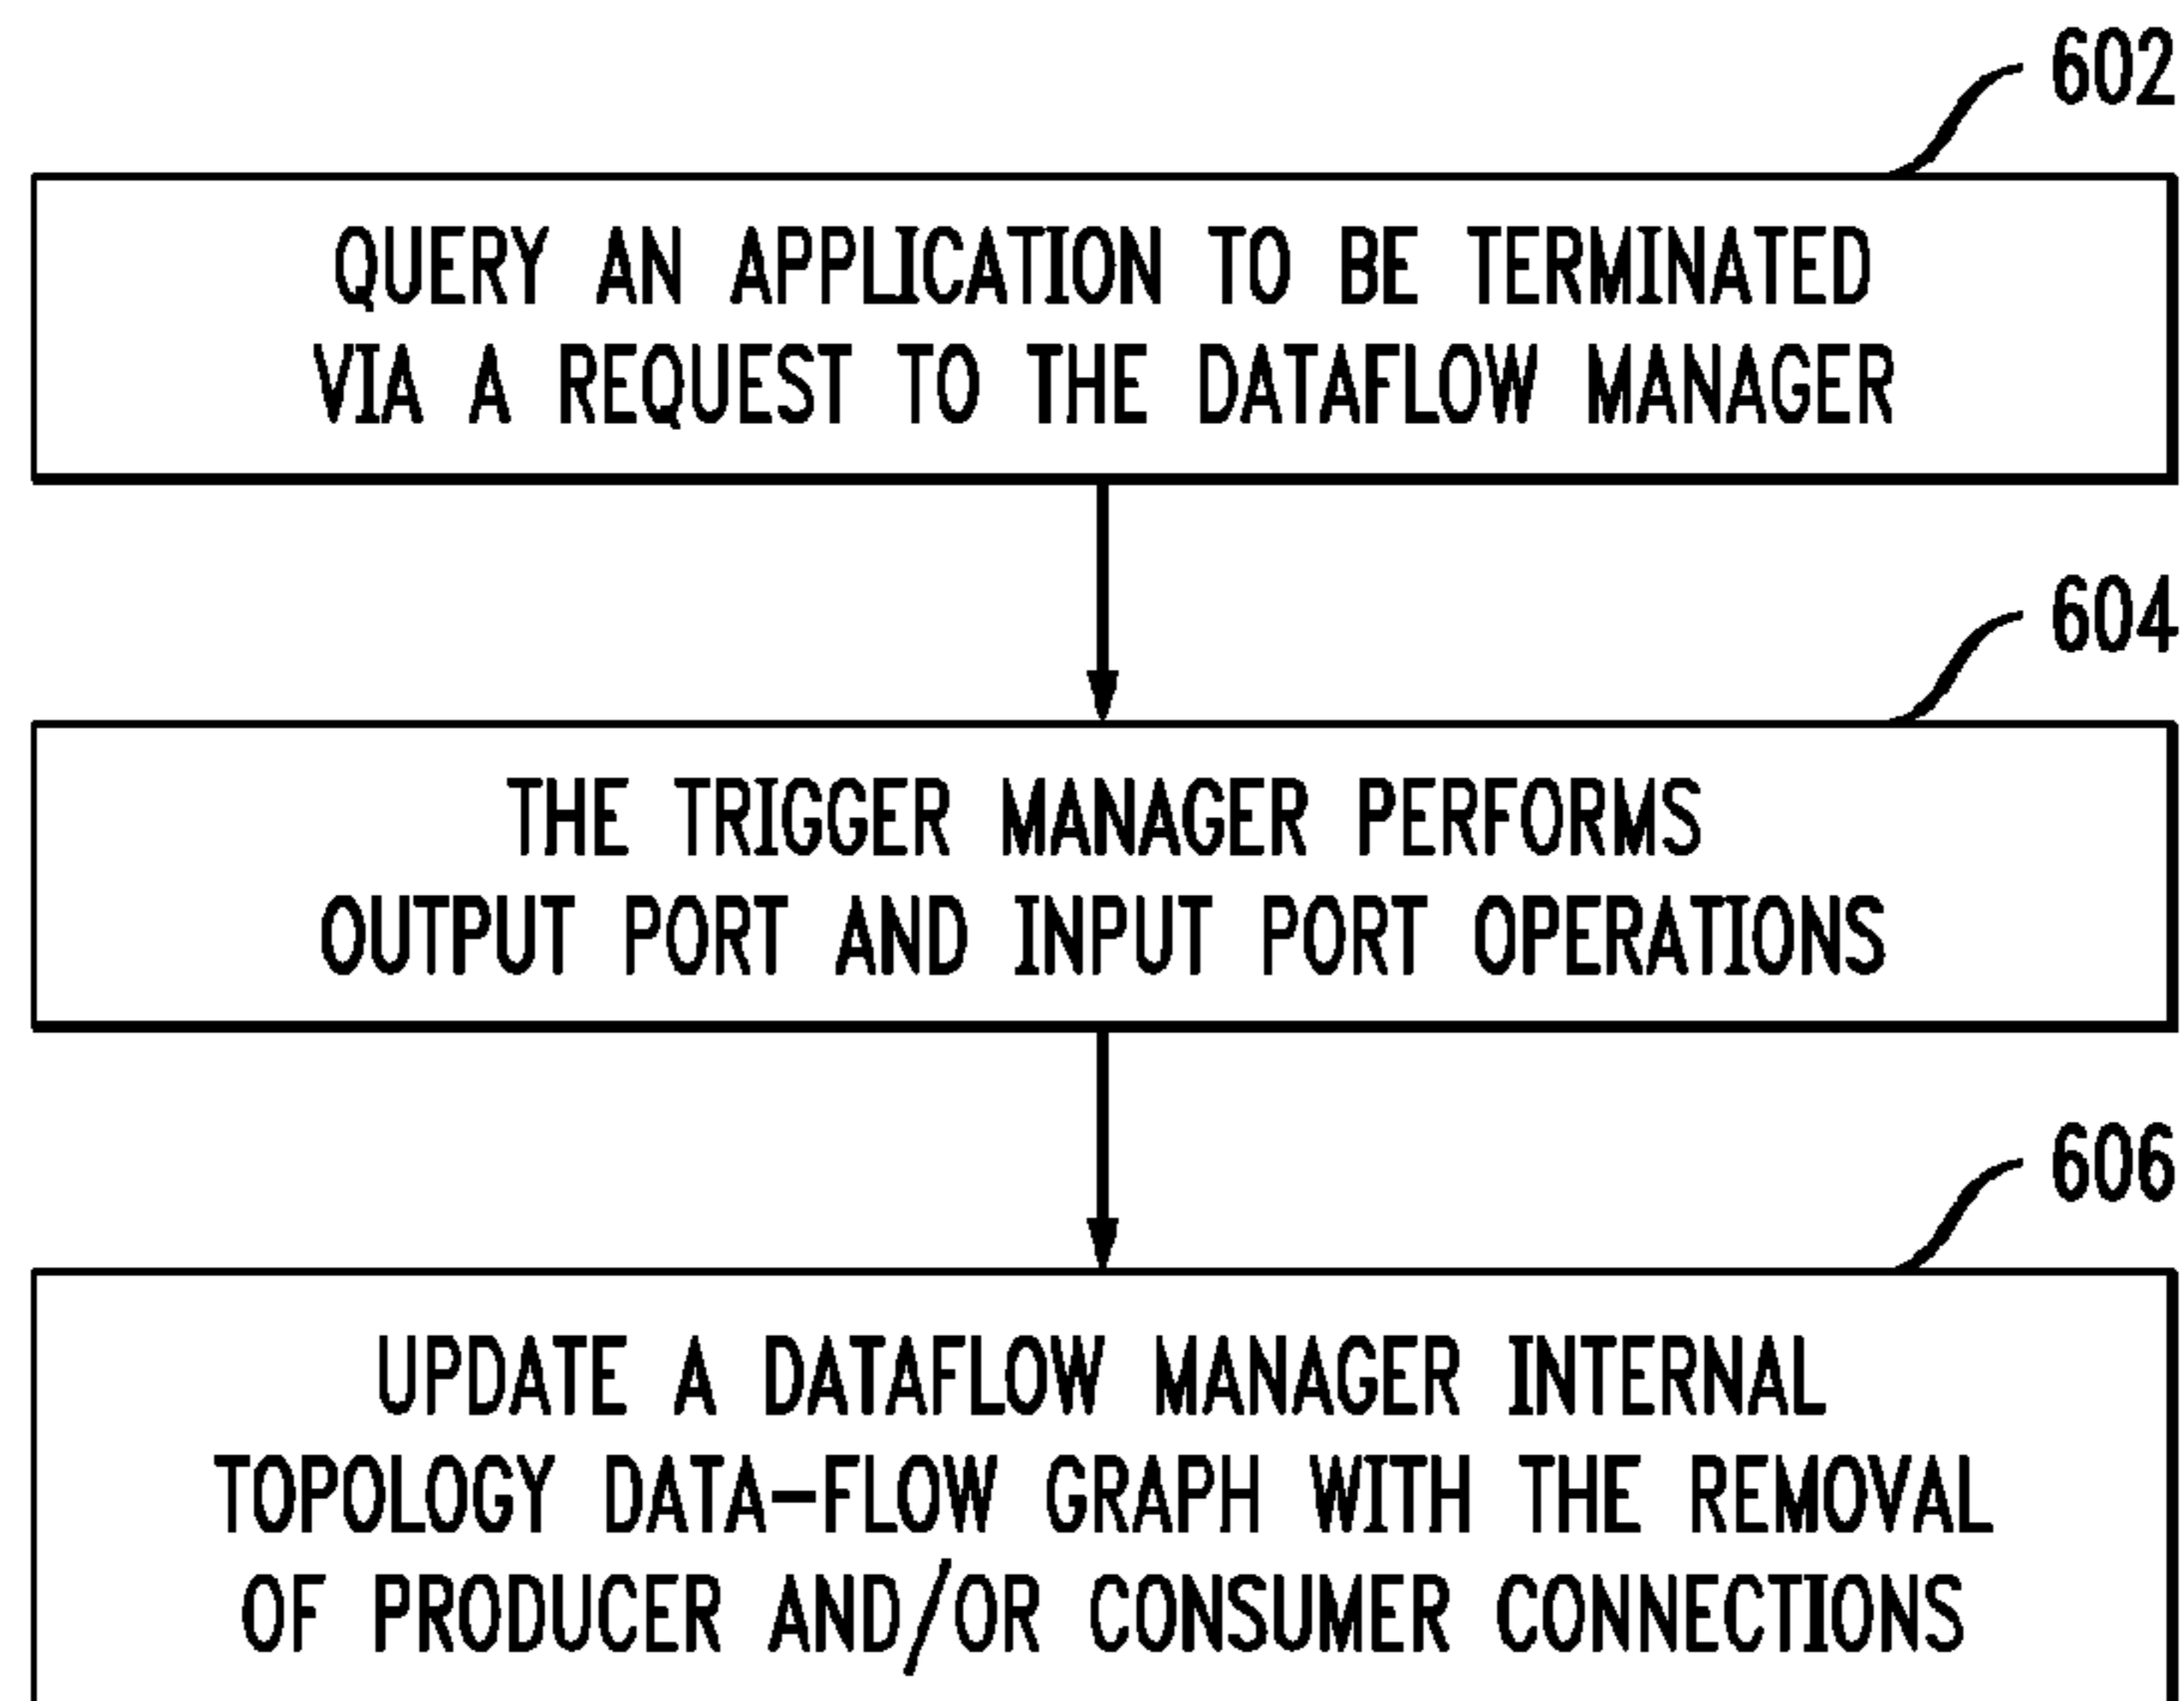 602
QUERY AN APPLICATION TO BE TERMINATED
VIA A REQUEST TO THE DATAFLOW MANAGER
604
THE TRIGGER MANAGER PERFORMS
OUTPUT PORT AND INPUT PORT OPERATIONS
606
UPDATE A DATAFLOW MANAGER INTERNAL
TOPOLOGY DATA-FLOW GRAPH WITH THE REMOVAL
OF PRODUCER AND/OR CONSUMER CONNECTIONS